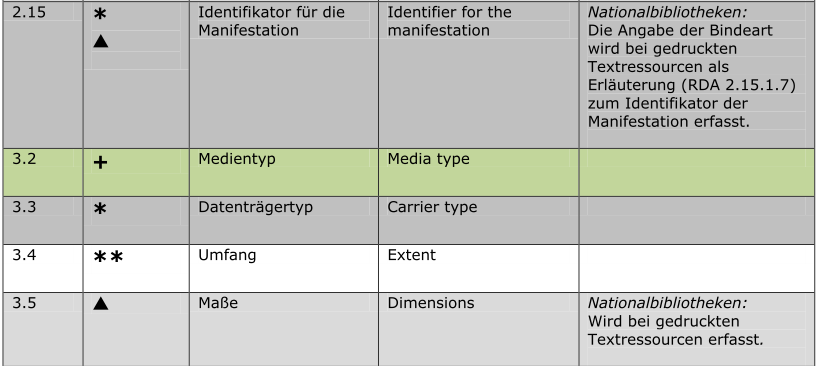 2.15 * Identifikator für die Identifier for the Nationalbibliotheken:
▲ Manifestation manifestation Die Angabe der Bindeart
wird bei gedruckten
Textressourcen als
Erläuterung (RDA 2.15.1.7)
zum Identifikator der
Manifestation erfasst.
3.2 + Medientyp Media type
3.3 * Datenträgertyp Carrier type
3.4 ** Umfang Extent
3.5 ▲ Maße Dimensions Nationalbibliotheken:
Wird bei gedruckten
Textressourcen erfasst.